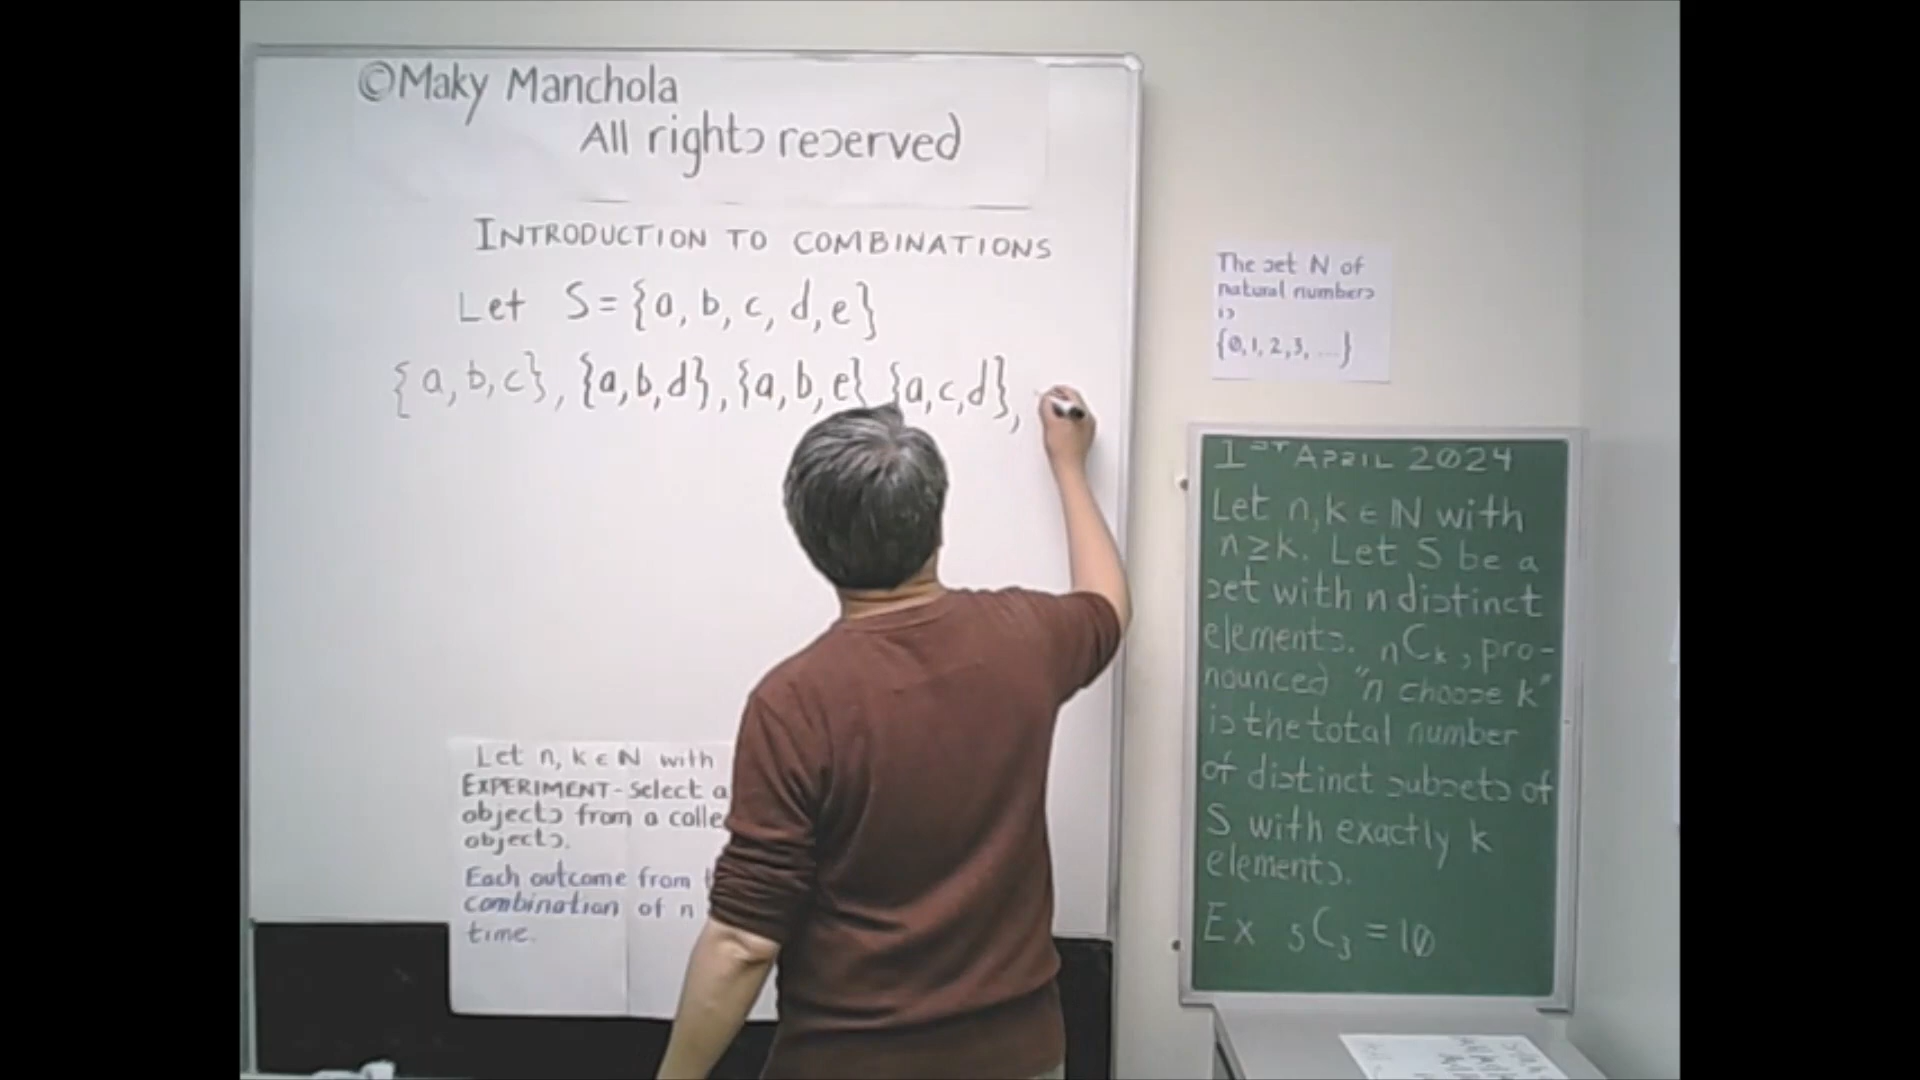 ©Maky Manchola
All rights reserved
INTRODUCTION TO COMBINATIONS
Let S = {a, b, c, d, e}
{a, b, c}, {a, b, d}, {a, b, e} {a, c, d},
Let n, k ∈ ℕ with
EXPERIMENT - Select a
objects from a colle
objects.
Each outcome from
combination of n
time.
The set N of
natural numbers
is
{0, 1, 2, 3, ...}
1ST APRIL 2024
Let n, k ∈ ℕ with
n ≥ k. Let S be a
set with n distinct
elements. nCk, pro-
nounced "n choose k"
is the total number
of distinct subsets of
S with exactly k
elements.
Ex 5C3 = 10